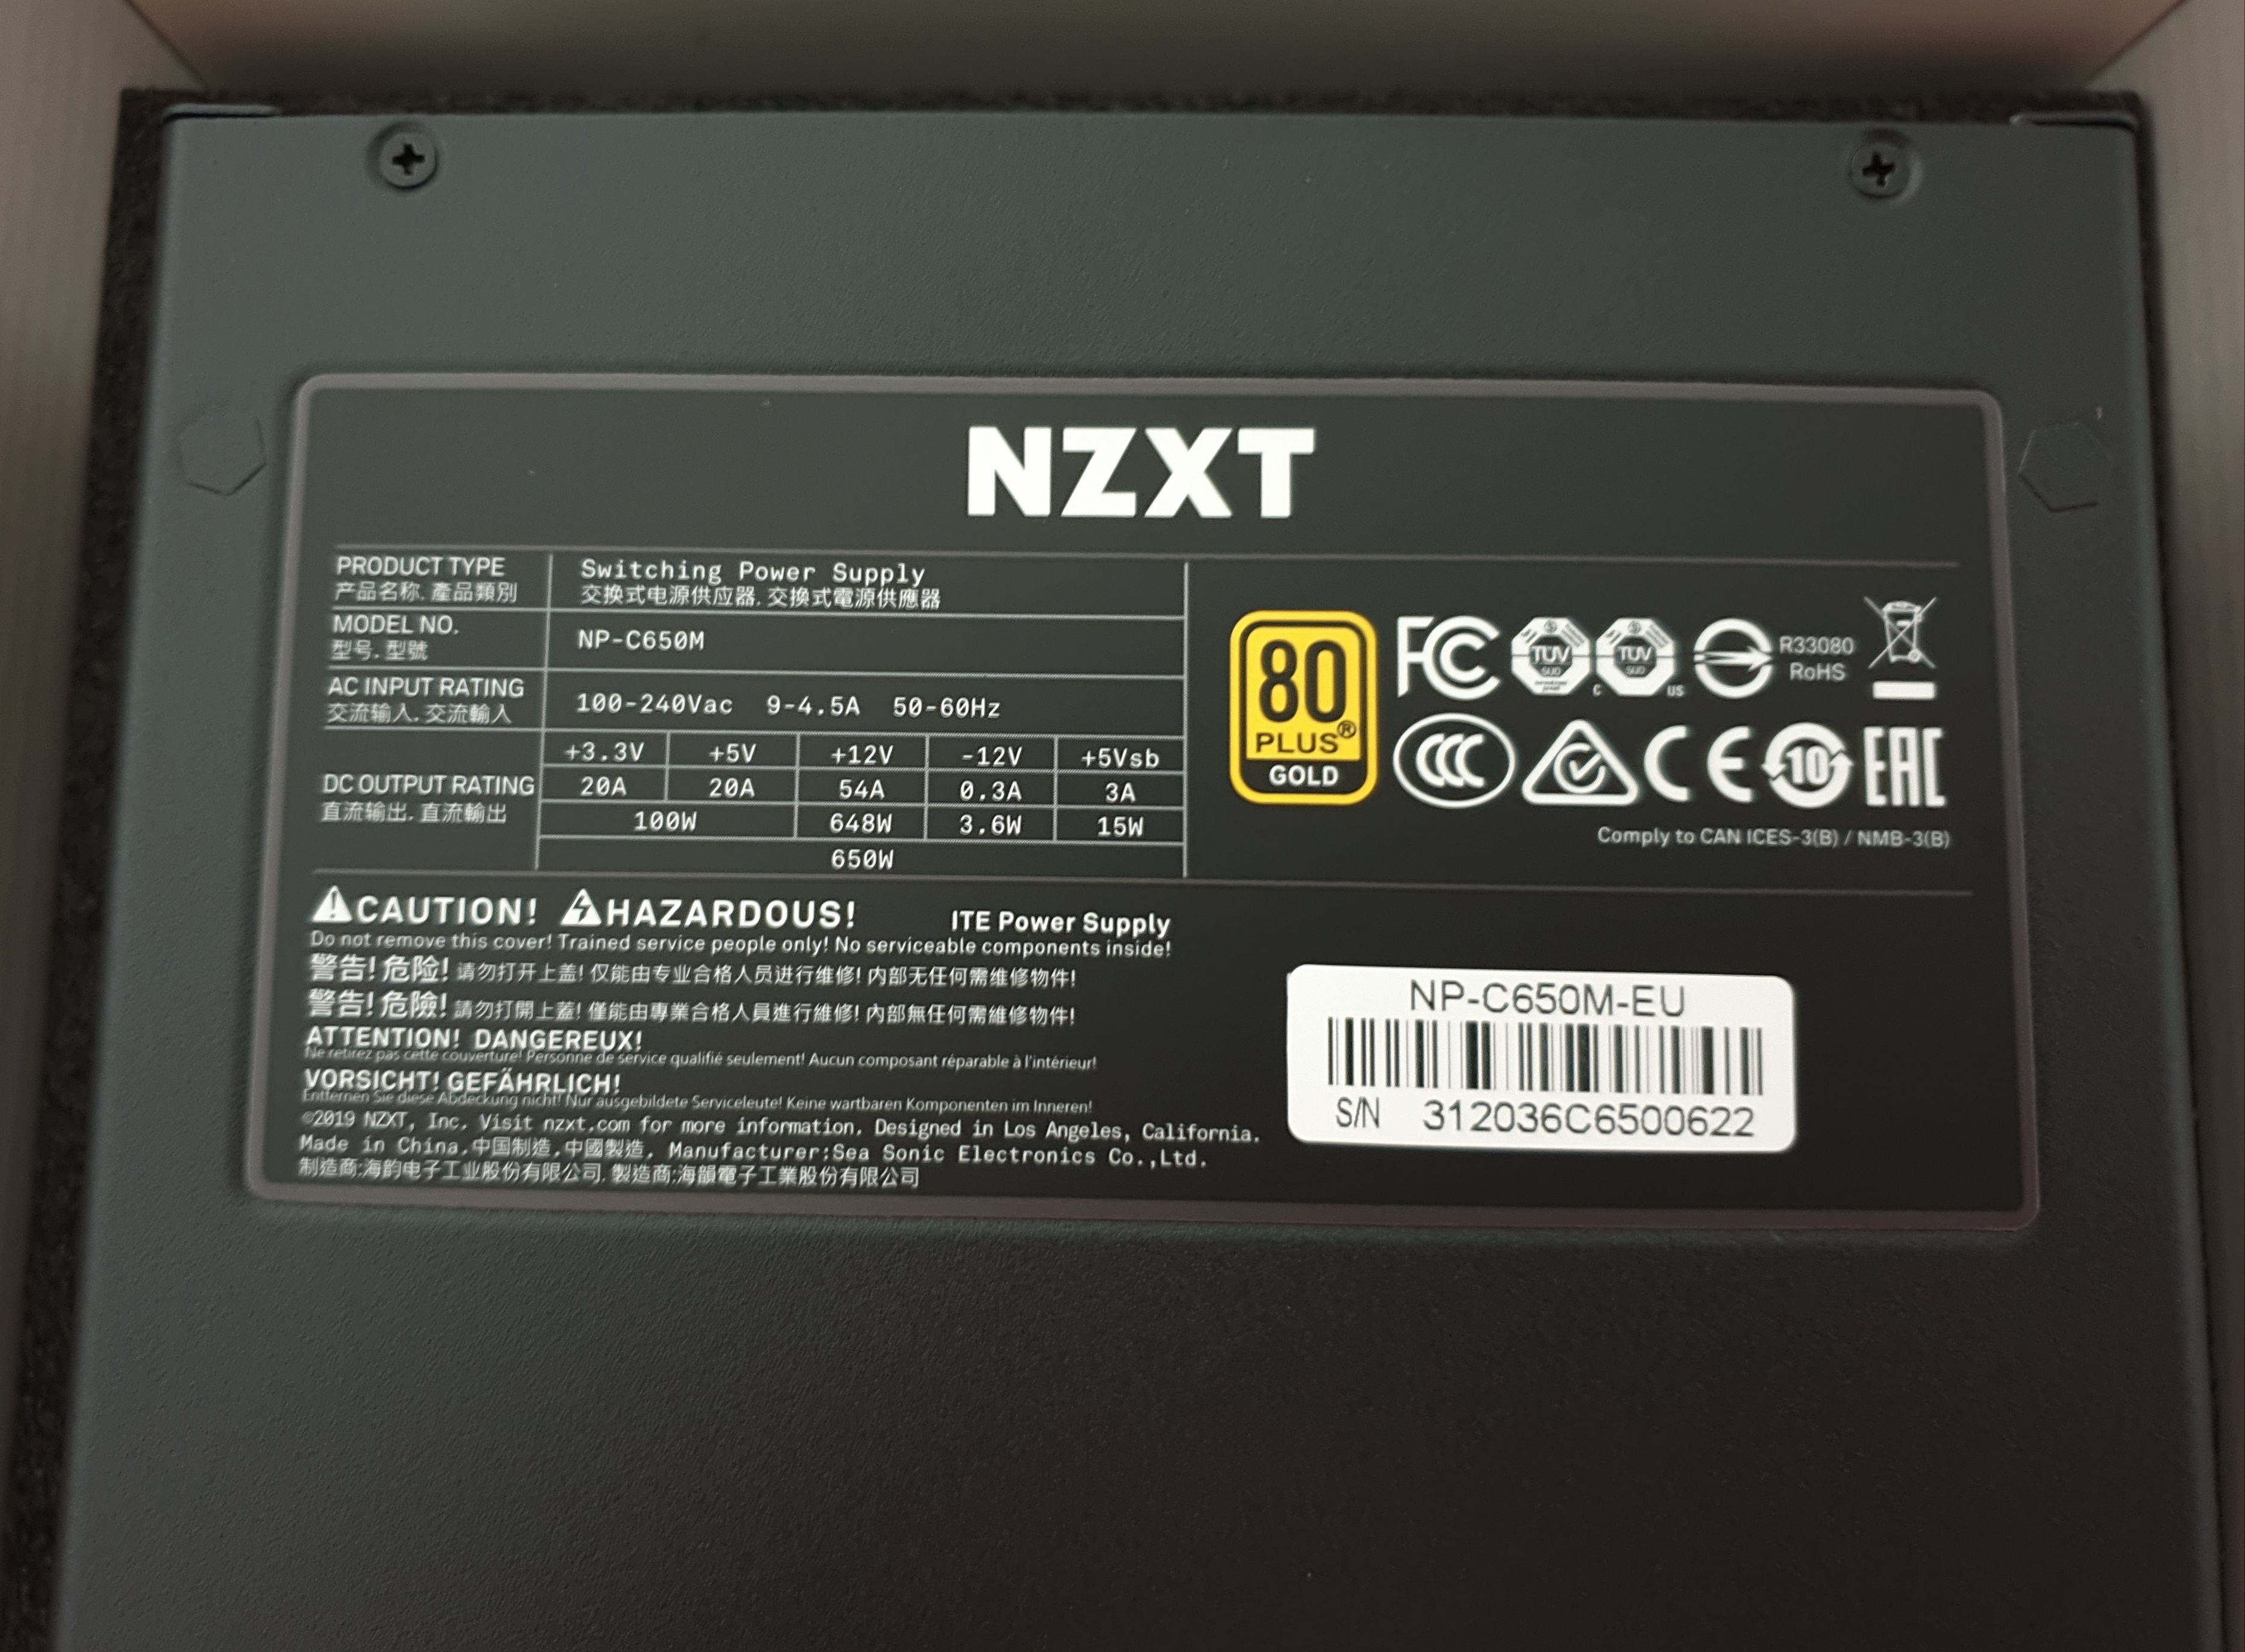 NZXT
PRODUCT TYPE
产品名称. 產品類別
Switching Power Supply
交换式电源供应器. 交換式電源供應器
MODEL NO.
型号. 型號
NP-C650M
AC INPUT RATING
交流输入. 交流輸入
100-240Vac 9-4.5A 50-60Hz
DC OUTPUT RATING
直流输出. 直流輸出
+3.3V +5V +12V -12V +5Vsb
20A 20A 54A 0.3A 3A
100W 648W 3.6W 15W
650W
80
PLUS®
GOLD
FC
TÜV
SÜD
TÜV
SÜD
C US
R33080
RoHS
CCC
CE
10
EAC
Comply to CAN ICES-3(B) / NMB-3(B)
CAUTION! HAZARDOUS! ITE Power Supply
Do not remove this cover! Trained service people only! No serviceable components inside!
警告! 危险! 请勿打开上盖! 仅能由专业合格人员进行维修! 内部无任何需维修物件!
警告! 危險! 請勿打開上蓋! 僅能由專業合格人員進行維修! 內部無任何需維修物件!
ATTENTION! DANGEREUX!
Ne retirez pas cette couverture! Personne de service qualifié seulement! Aucun composant réparable à l'intérieur!
VORSICHT! GEFÄHRLICH!
Entfernen Sie diese Abdeckung nicht! Nur ausgebildete Serviceleute! Keine wartbaren Komponenten im Inneren!
©2019 NZXT, Inc. Visit nzxt.com for more information. Designed in Los Angeles, California.
Made in China.中国制造.中國製造. Manufacturer:Sea Sonic Electronics Co.,Ltd.
制造商:海韵电子工业股份有限公司. 製造商:海韻電子工業股份有限公司
NP-C650M-EU
S/N 312036C6500622